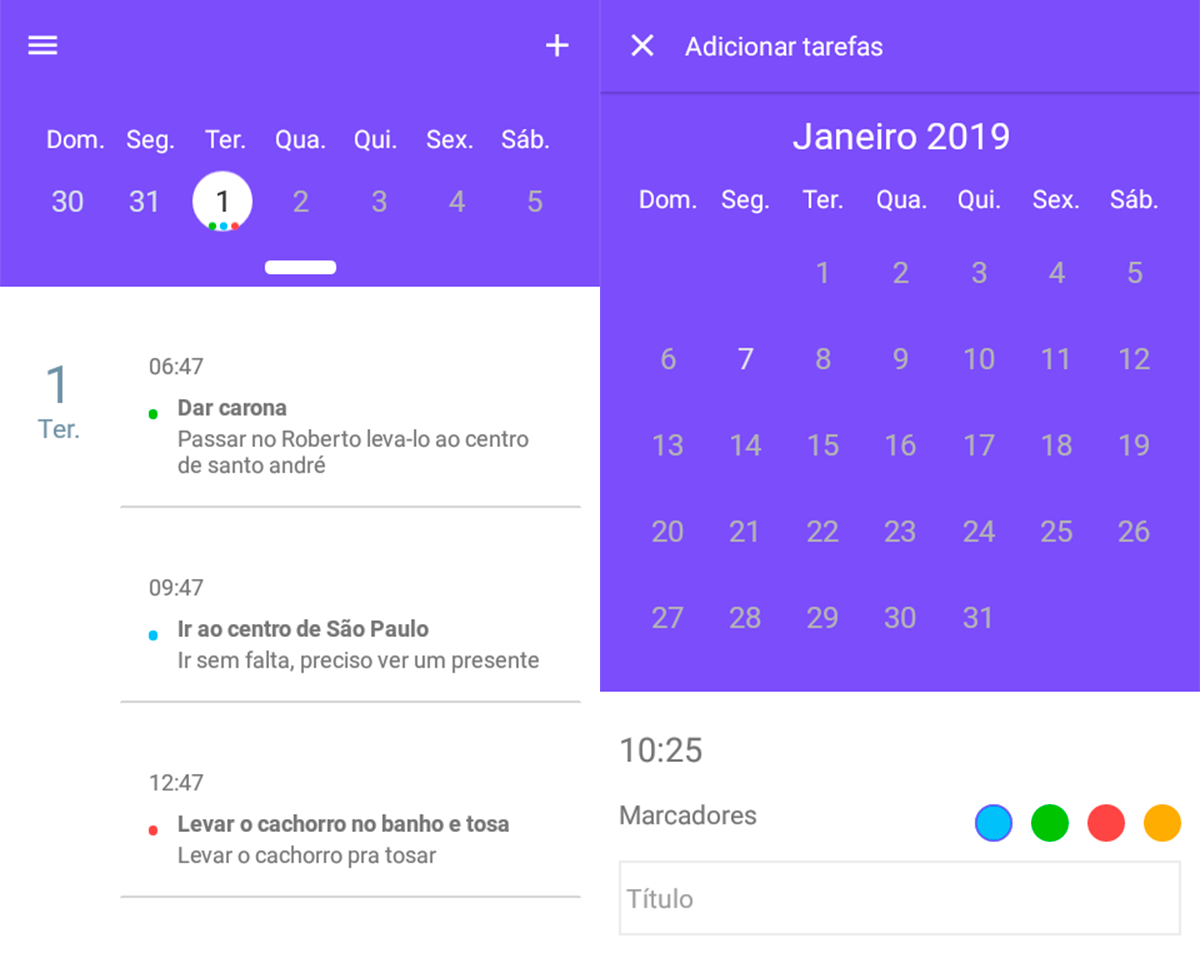 Dom. Seg. Ter. Qua. Qui. Sex. Sáb.
30 31 1 2 3 4 5
1
Ter.
06:47
Dar carona
Passar no Roberto leva-lo ao centro
de santo andré
09:47
Ir ao centro de São Paulo
Ir sem falta, preciso ver um presente
12:47
Levar o cachorro no banho e tosa
Levar o cachorro pra tosar
Adicionar tarefas
Janeiro 2019
Dom. Seg. Ter. Qua. Qui. Sex. Sáb.
1 2 3 4 5
6 7 8 9 10 11 12
13 14 15 16 17 18 19
20 21 22 23 24 25 26
27 28 29 30 31
10:25
Marcadores
Título